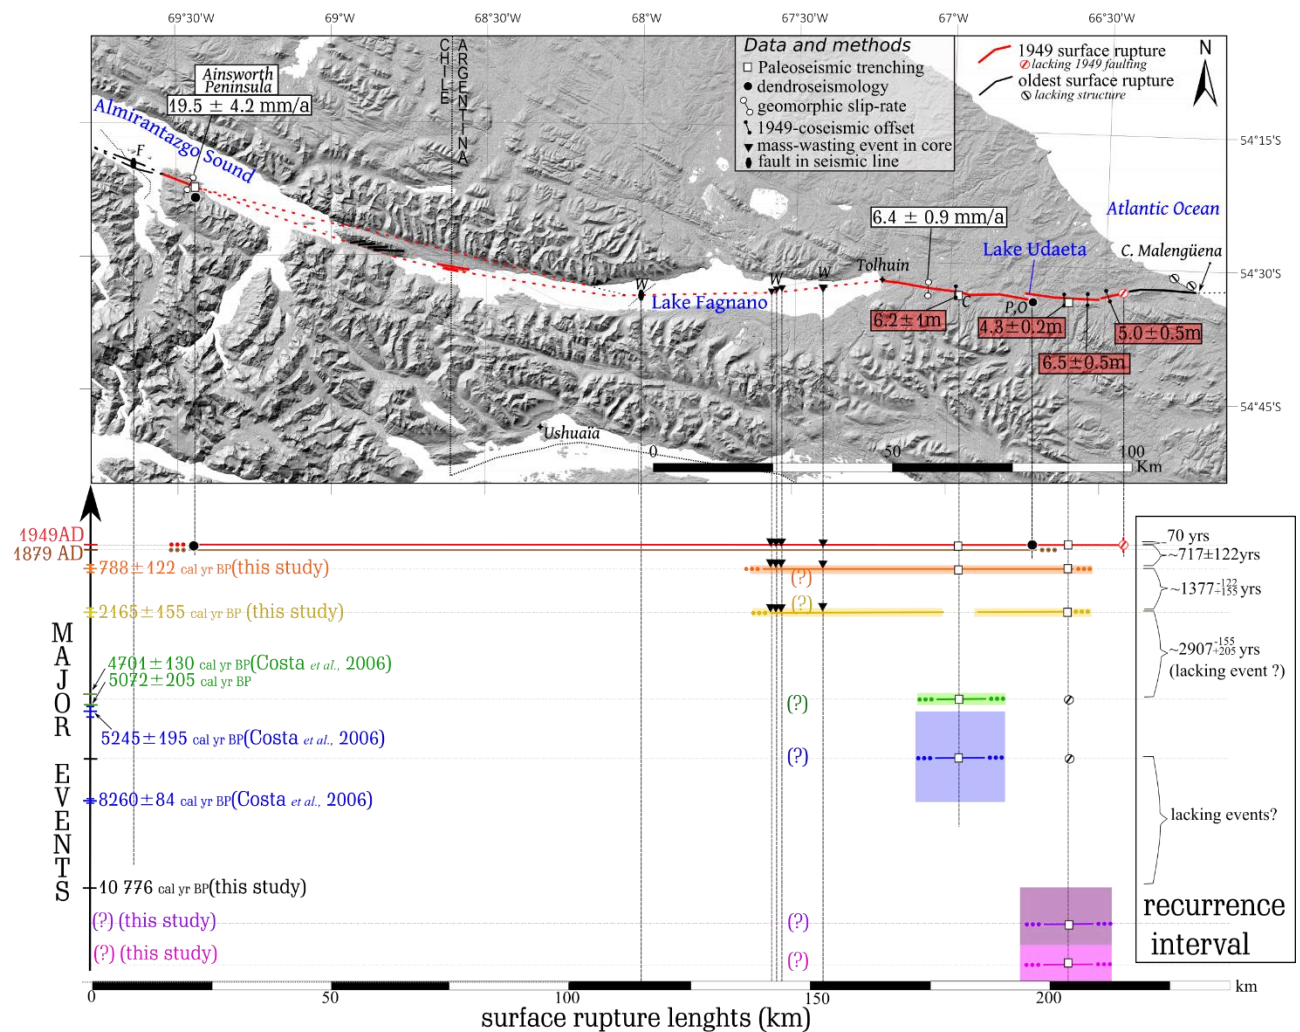 69°30'W 69°W 68°30'W 68°W 67°30'W 67°W 66°30'W
Ainsworth
Peninsula
19.5 ± 4.2 mm/a
Almirantazgo Sound
F
CHILE
ARGENTINA
Data and methods
Paleoseismic trenching
dendroseismology
geomorphic slip-rate
1949-coseismic offset
mass-wasting event in core
fault in seismic line
1949 surface rupture
lacking 1949 faulting
oldest surface rupture
lacking structure
N
54°15'S
54°30'S
54°45'S
6.4 ± 0.9 mm/a
Atlantic Ocean
Lake Udaeta
C. Malengüena
Tolhuin
W
W
W
Lake Fagnano
P,O
C
6.2±1m
4.3±0.2m
5.0±0.5m
6.5±0.5m
Ushuaïa
0 50 100
Km
1949AD
1879 AD
788±122 cal yr BP(this study)
2165±155 cal yr BP (this study)
4701±130 cal yr BP(Costa et al., 2006)
5072±205 cal yr BP
5245±195 cal yr BP(Costa et al., 2006)
8260±84 cal yr BP(Costa et al., 2006)
10 776 cal yr BP(this study)
(?) (this study)
(?) (this study)
MAJOR EVENTS
(?)
(?)
(?)
(?)
(?)
(?)
70 yrs
~717±122yrs
~1377-122+155 yrs
~2907-155+205 yrs
(lacking event ?)
lacking events?
recurrence
interval
0 50 100 150 200 km
surface rupture lenghts (km)